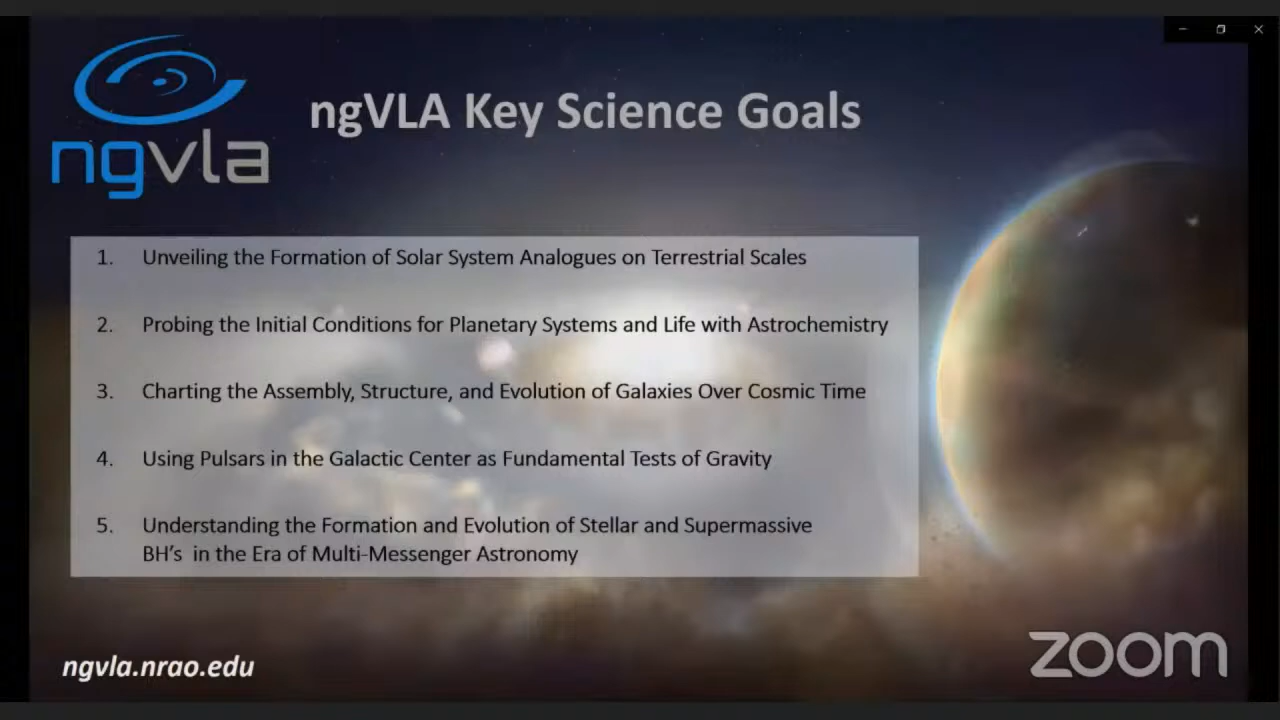 ngvla
ngVLA Key Science Goals
1. Unveiling the Formation of Solar System Analogues on Terrestrial Scales
2. Probing the Initial Conditions for Planetary Systems and Life with Astrochemistry
3. Charting the Assembly, Structure, and Evolution of Galaxies Over Cosmic Time
4. Using Pulsars in the Galactic Center as Fundamental Tests of Gravity
5. Understanding the Formation and Evolution of Stellar and Supermassive
BH's in the Era of Multi-Messenger Astronomy
ngvla.nrao.edu
zoom